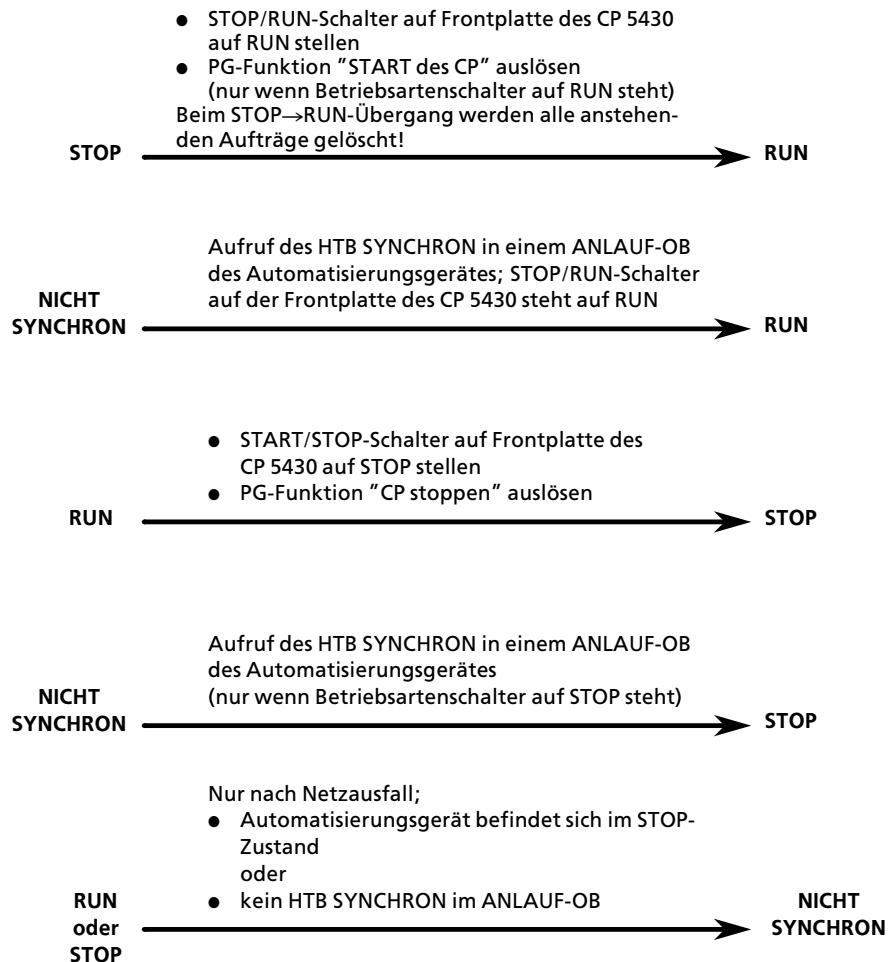 ● STOP/RUN-Schalter auf Frontplatte des CP 5430
auf RUN stellen
● PG-Funktion "START des CP" auslösen
(nur wenn Betriebsartenschalter auf RUN steht)
Beim STOP→RUN-Übergang werden alle anstehen-
den Aufträge gelöscht!
STOP
RUN
Aufruf des HTB SYNCHRON in einem ANLAUF-OB
des Automatisierungsgerätes; STOP/RUN-Schalter
auf der Frontplatte des CP 5430 steht auf RUN
NICHT
SYNCHRON
RUN
● START/STOP-Schalter auf Frontplatte des
CP 5430 auf STOP stellen
● PG-Funktion "CP stoppen" auslösen
RUN
STOP
Aufruf des HTB SYNCHRON in einem ANLAUF-OB
des Automatisierungsgerätes
(nur wenn Betriebsartenschalter auf STOP steht)
NICHT
SYNCHRON
STOP
Nur nach Netzausfall;
● Automatisierungsgerät befindet sich im STOP-
Zustand
oder
● kein HTB SYNCHRON im ANLAUF-OB
RUN
oder
STOP
NICHT
SYNCHRON